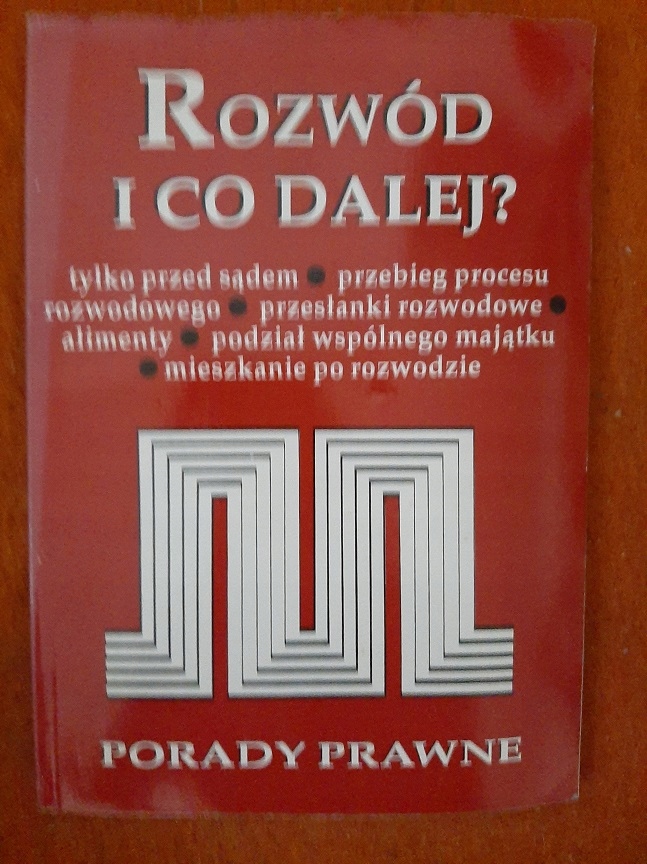 ROZWÓD
I CO DALEJ?
tylko przed sądem ● przebieg procesu
rozwodowego ● przesłanki rozwodowe ●
alimenty ● podział wspólnego majątku
● mieszkanie po rozwodzie
PORADY PRAWNE